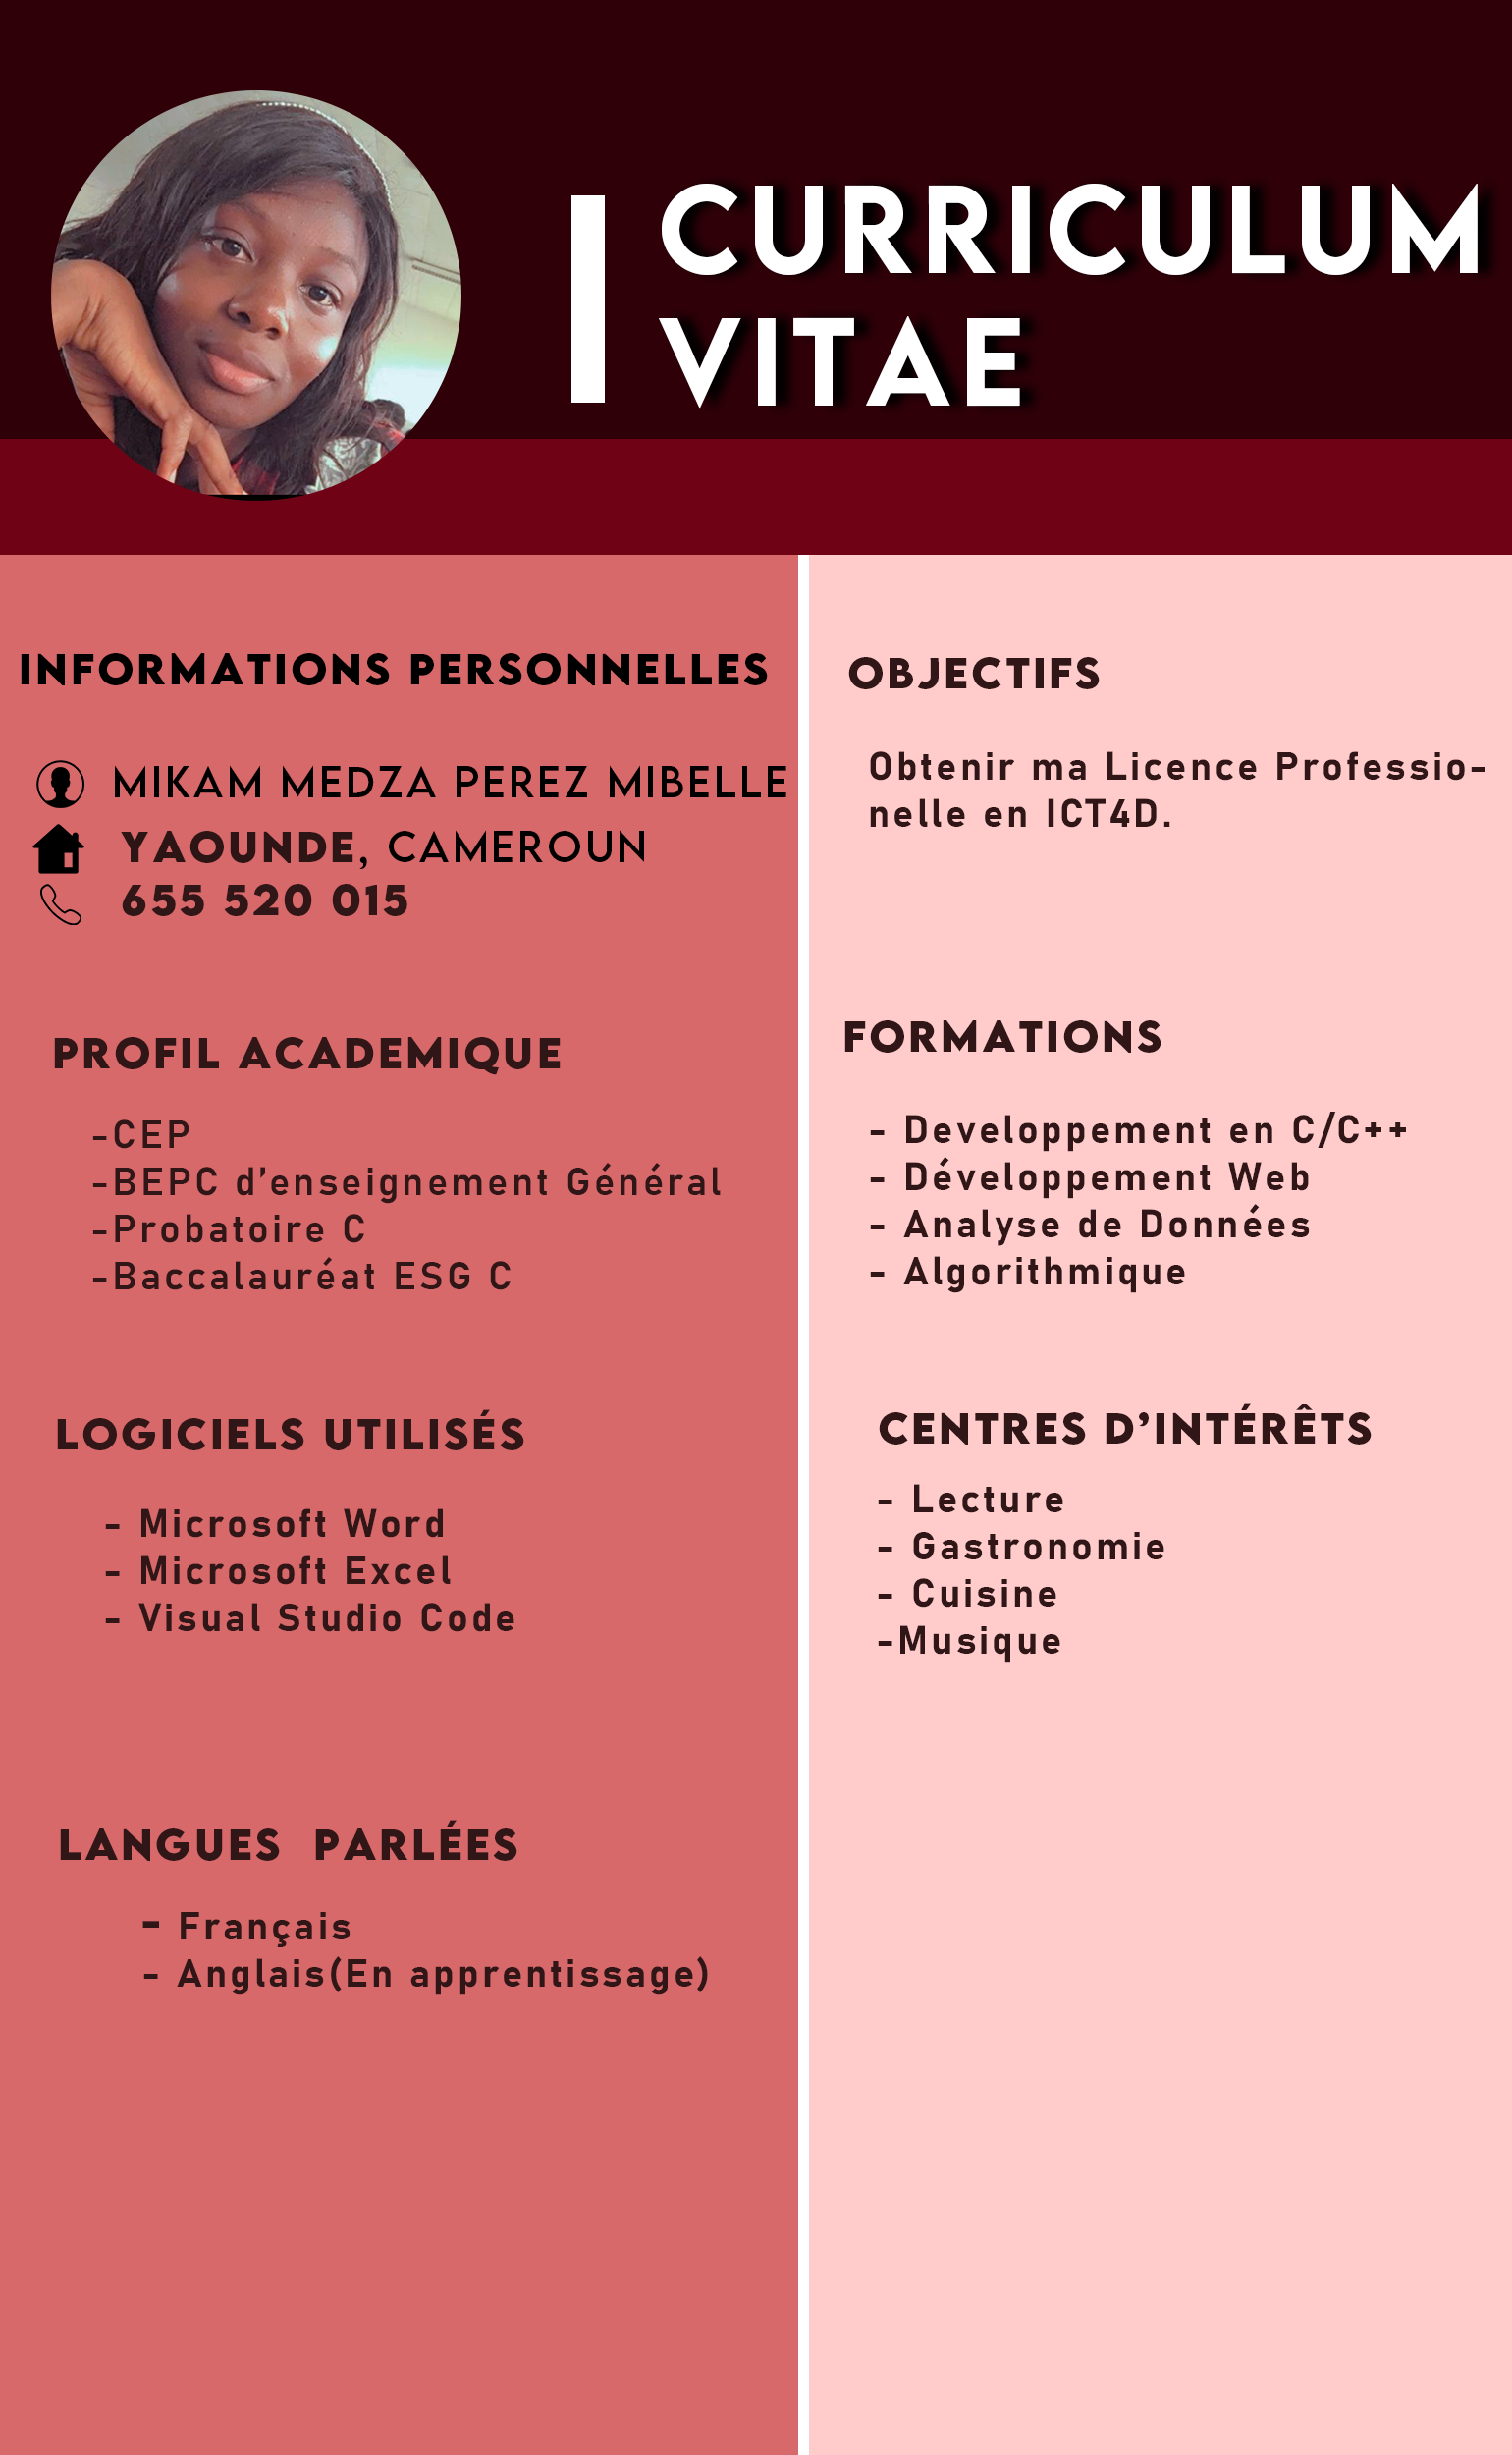 CURRICULUM
VITAE
INFORMATIONS PERSONNELLES
MIKAM MEDZA PEREZ MIBELLE
YAOUNDE, CAMEROUN
655 520 015
PROFIL ACADEMIQUE
-CEP
-BEPC d’enseignement Général
-Probatoire C
-Baccalauréat ESG C
LOGICIELS UTILISÉS
- Microsoft Word
- Microsoft Excel
- Visual Studio Code
LANGUES PARLÉES
- Français
- Anglais(En apprentissage)
OBJECTIFS
Obtenir ma Licence Professio-
nelle en ICT4D.
FORMATIONS
- Developpement en C/C++
- Développement Web
- Analyse de Données
- Algorithmique
CENTRES D’INTÉRÊTS
- Lecture
- Gastronomie
- Cuisine
-Musique